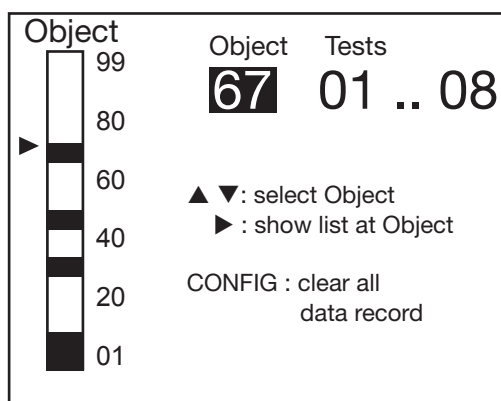 Object
99
80
60
40
20
01
Object Tests
67 01 .. 08
▲ ▼: select Object
▶ : show list at Object
CONFIG : clear all
data record